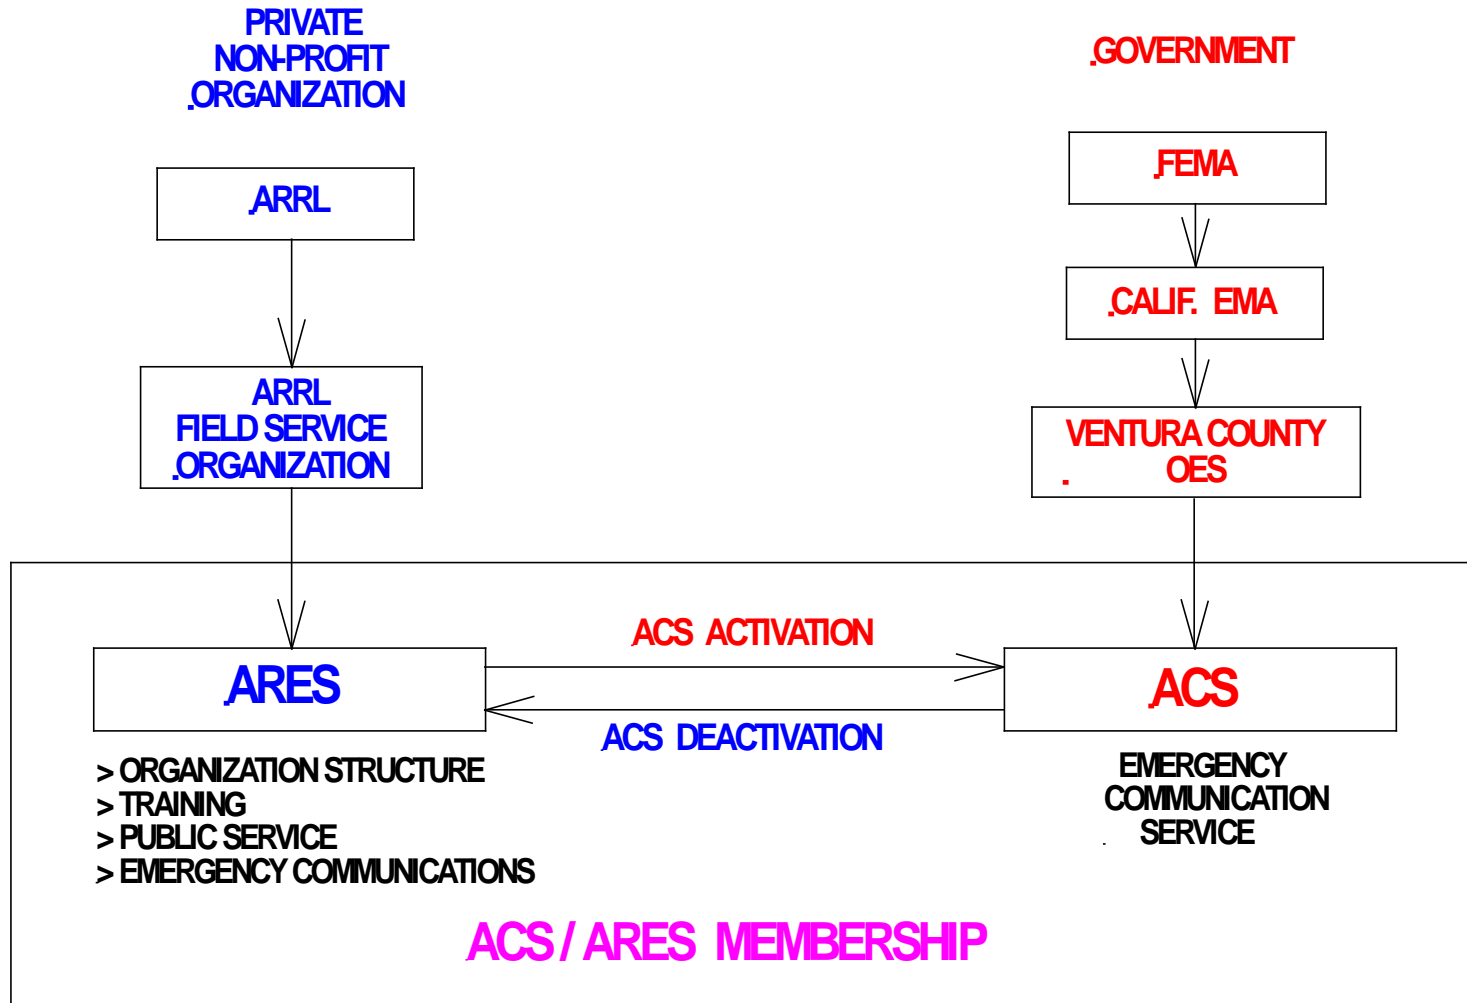 PRIVATE
NON-PROFIT
ORGANIZATION
GOVERNMENT
ARRL
FEMA
CALIF. EMA
ARRL
FIELD SERVICE
ORGANIZATION
VENTURA COUNTY
OES
ACS ACTIVATION
ARES
ACS
ACS DEACTIVATION
> ORGANIZATION STRUCTURE
> TRAINING
> PUBLIC SERVICE
> EMERGENCY COMMUNICATIONS
EMERGENCY
COMMUNICATION
SERVICE
ACS / ARES MEMBERSHIP